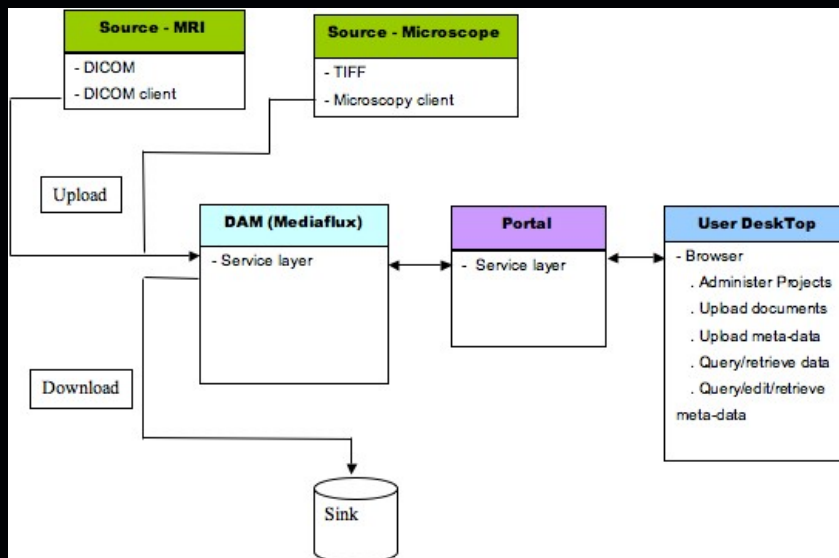 Source - MRI
- DICOM
- DICOM client
Source - Microscope
- TIFF
- Microscopy client
Upload
DAM (Mediaflux)
- Service layer
Portal
- Service layer
User DeskTop
- Browser
. Administer Projects
. Upload documents
. Upload meta-data
. Query/retrieve data
. Query/edit/retrieve
meta-data
Download
Sink